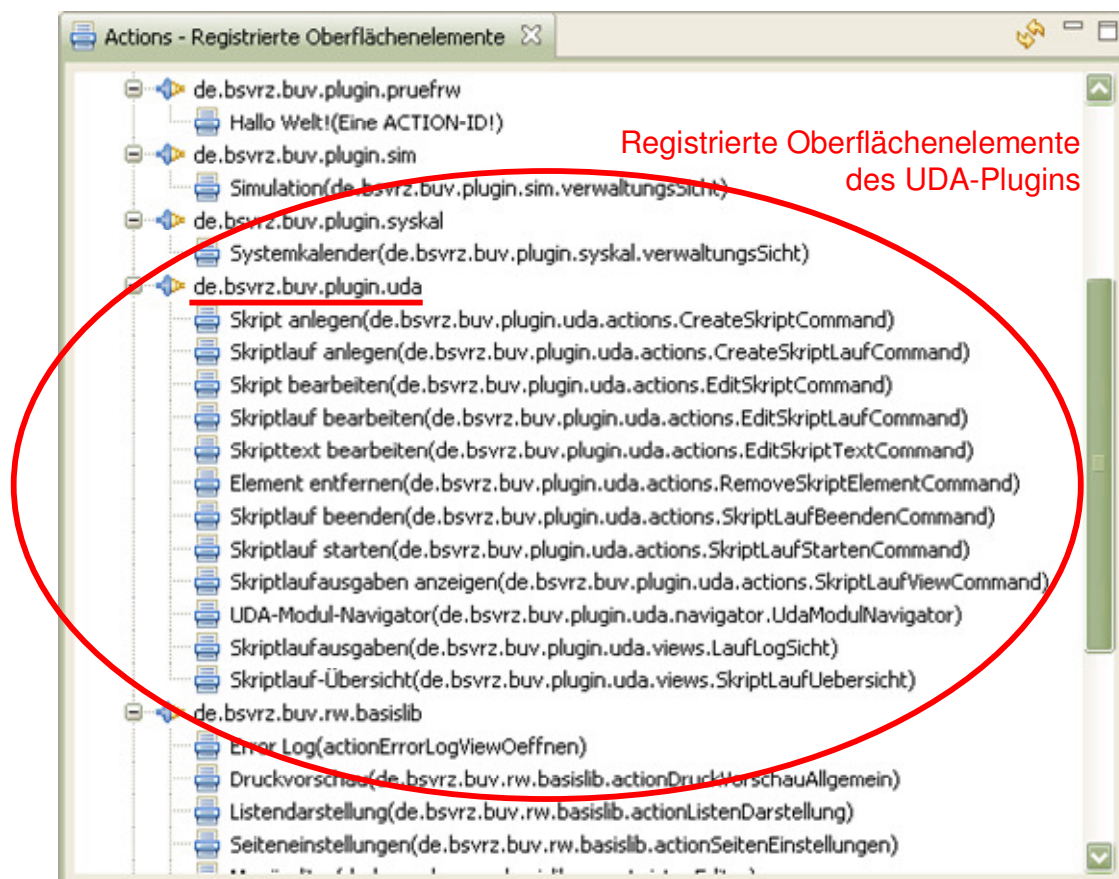 Actions - Registrierte Oberflächenelemente
de.bsvrz.buv.plugin.pruefrw
Hallo Welt!(Eine ACTION-ID!)
de.bsvrz.buv.plugin.sim
Registrierte Oberflächenelemente
des UDA-Plugins
Simulation(de.bsvrz.buv.plugin.sim.verwaltungsSicht)
de.bsvrz.buv.plugin.syskal
Systemkalender(de.bsvrz.buv.plugin.syskal.verwaltungsSicht)
de.bsvrz.buv.plugin.uda
Skript anlegen(de.bsvrz.buv.plugin.uda.actions.CreateSkriptCommand)
Skriptlauf anlegen(de.bsvrz.buv.plugin.uda.actions.CreateSkriptLaufCommand)
Skript bearbeiten(de.bsvrz.buv.plugin.uda.actions.EditSkriptCommand)
Skriptlauf bearbeiten(de.bsvrz.buv.plugin.uda.actions.EditSkriptLaufCommand)
Skripttext bearbeiten(de.bsvrz.buv.plugin.uda.actions.EditSkriptTextCommand)
Element entfernen(de.bsvrz.buv.plugin.uda.actions.RemoveSkriptElementCommand)
Skriptlauf beenden(de.bsvrz.buv.plugin.uda.actions.SkriptLaufBeendenCommand)
Skriptlauf starten(de.bsvrz.buv.plugin.uda.actions.SkriptLaufStartenCommand)
Skriptlaufausgaben anzeigen(de.bsvrz.buv.plugin.uda.actions.SkriptLaufViewCommand)
UDA-Modul-Navigator(de.bsvrz.buv.plugin.uda.navigator.UdaModulNavigator)
Skriptlaufausgaben(de.bsvrz.buv.plugin.uda.views.LaufLogSicht)
Skriptlauf-Übersicht(de.bsvrz.buv.plugin.uda.views.SkriptLaufUebersicht)
de.bsvrz.buv.rw.basislib
Error Log(actionErrorLogViewOeffnen)
Druckvorschau(de.bsvrz.buv.rw.basislib.actionDruckVorschauAllgemein)
Listendarstellung(de.bsvrz.buv.rw.basislib.actionListenDarstellung)
Seiteneinstellungen(de.bsvrz.buv.rw.basislib.actionSeitenEinstellungen)